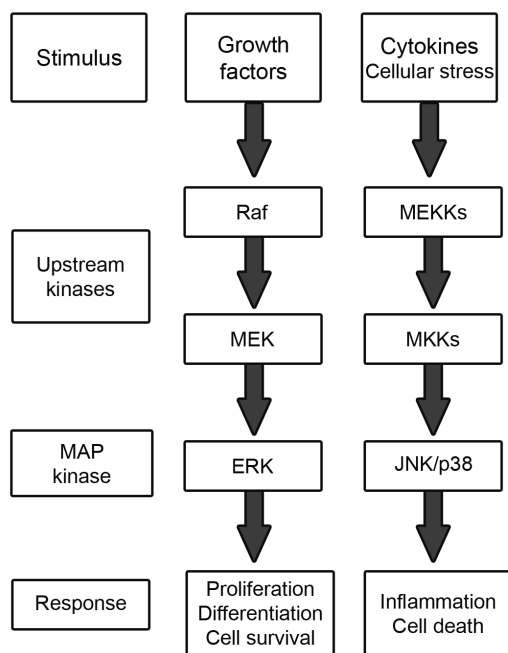 Stimulus
Growth
factors
Cytokines
Cellular stress
Raf
MEKKs
Upstream
kinases
MEK
MKKs
MAP
kinase
ERK
JNK/p38
Response
Proliferation
Differentiation
Cell survival
Inflammation
Cell death